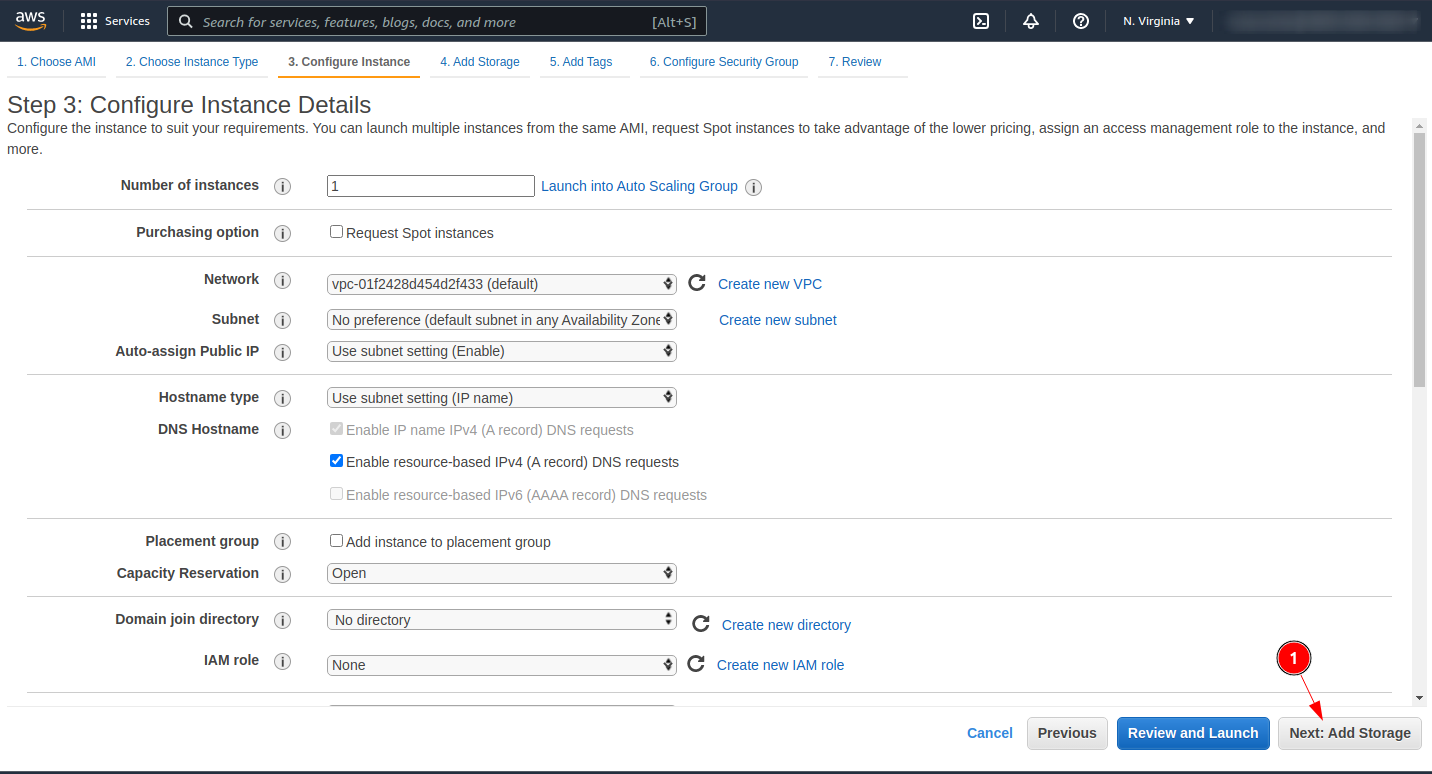 aws Services Search for services, features, blogs, docs, and more [Alt+S] N. Virginia
1. Choose AMI 2. Choose Instance Type 3. Configure Instance 4. Add Storage 5. Add Tags 6. Configure Security Group 7. Review
Step 3: Configure Instance Details
Configure the instance to suit your requirements. You can launch multiple instances from the same AMI, request Spot instances to take advantage of the lower pricing, assign an access management role to the instance, and
more.
Number of instances i 1 Launch into Auto Scaling Group i
Purchasing option i Request Spot instances
Network i vpc-01f2428d454d2f433 (default) Create new VPC
Subnet i No preference (default subnet in any Availability Zone Create new subnet
Auto-assign Public IP i Use subnet setting (Enable)
Hostname type i Use subnet setting (IP name)
DNS Hostname i Enable IP name IPv4 (A record) DNS requests
Enable resource-based IPv4 (A record) DNS requests
Enable resource-based IPv6 (AAAA record) DNS requests
Placement group i Add instance to placement group
Capacity Reservation i Open
Domain join directory i No directory Create new directory
IAM role i None Create new IAM role
1
Cancel Previous Review and Launch Next: Add Storage